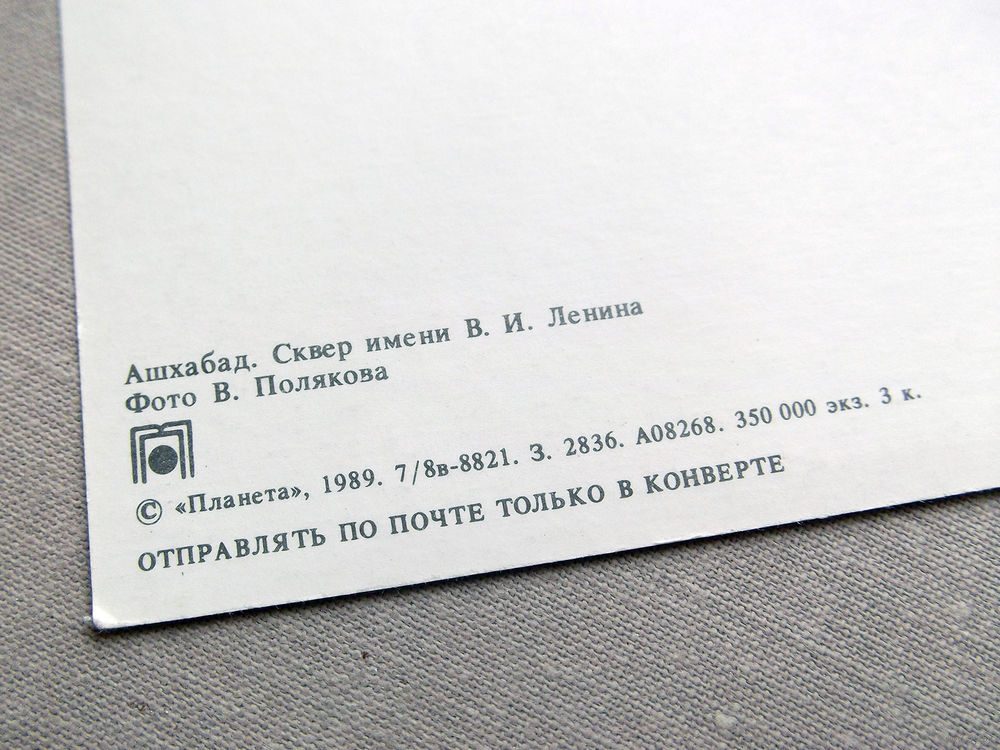 Ашхабад. Сквер имени В. И. Ленина
Фото В. Полякова
© «Планета», 1989. 7/8в-8821. З. 2836. А08268. 350 000 экз. 3 к.
ОТПРАВЛЯТЬ ПО ПОЧТЕ ТОЛЬКО В КОНВЕРТЕ